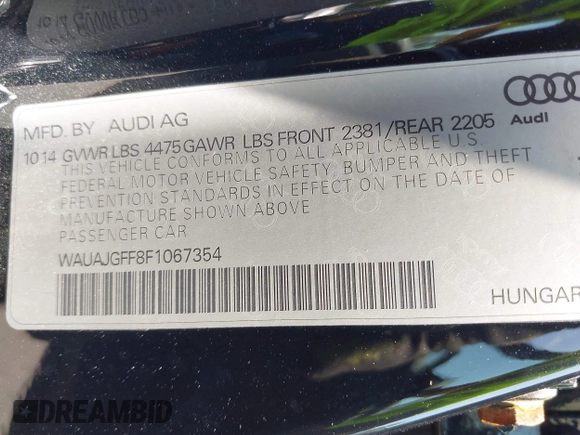 MFD. BY AUDI AG
10 14 GVWR LBS 4475 GAWR LBS FRONT 2381/REAR 2205
Audi
THIS VEHICLE CONFORMS TO ALL APPLICABLE U.S.
FEDERAL MOTOR VEHICLE SAFETY, BUMPER AND THEFT
PREVENTION STANDARDS IN EFFECT ON THE DATE OF
MANUFACTURE SHOWN ABOVE
PASSENGER CAR
WAUAJGFF8F1067354
HUNGAR
DREAMBID